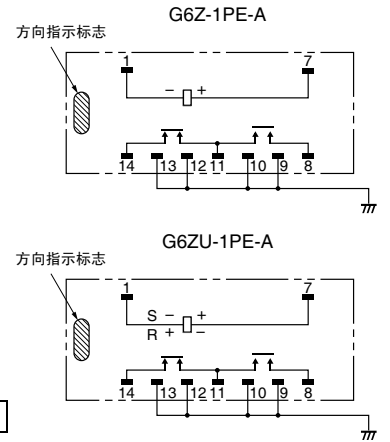 G6Z-1PE-A
方向指示标志
1 7
− +
14 13 12 11 10 9 8
G6ZU-1PE-A
方向指示标志
1 7
S − +
R + −
14 13 12 11 10 9 8